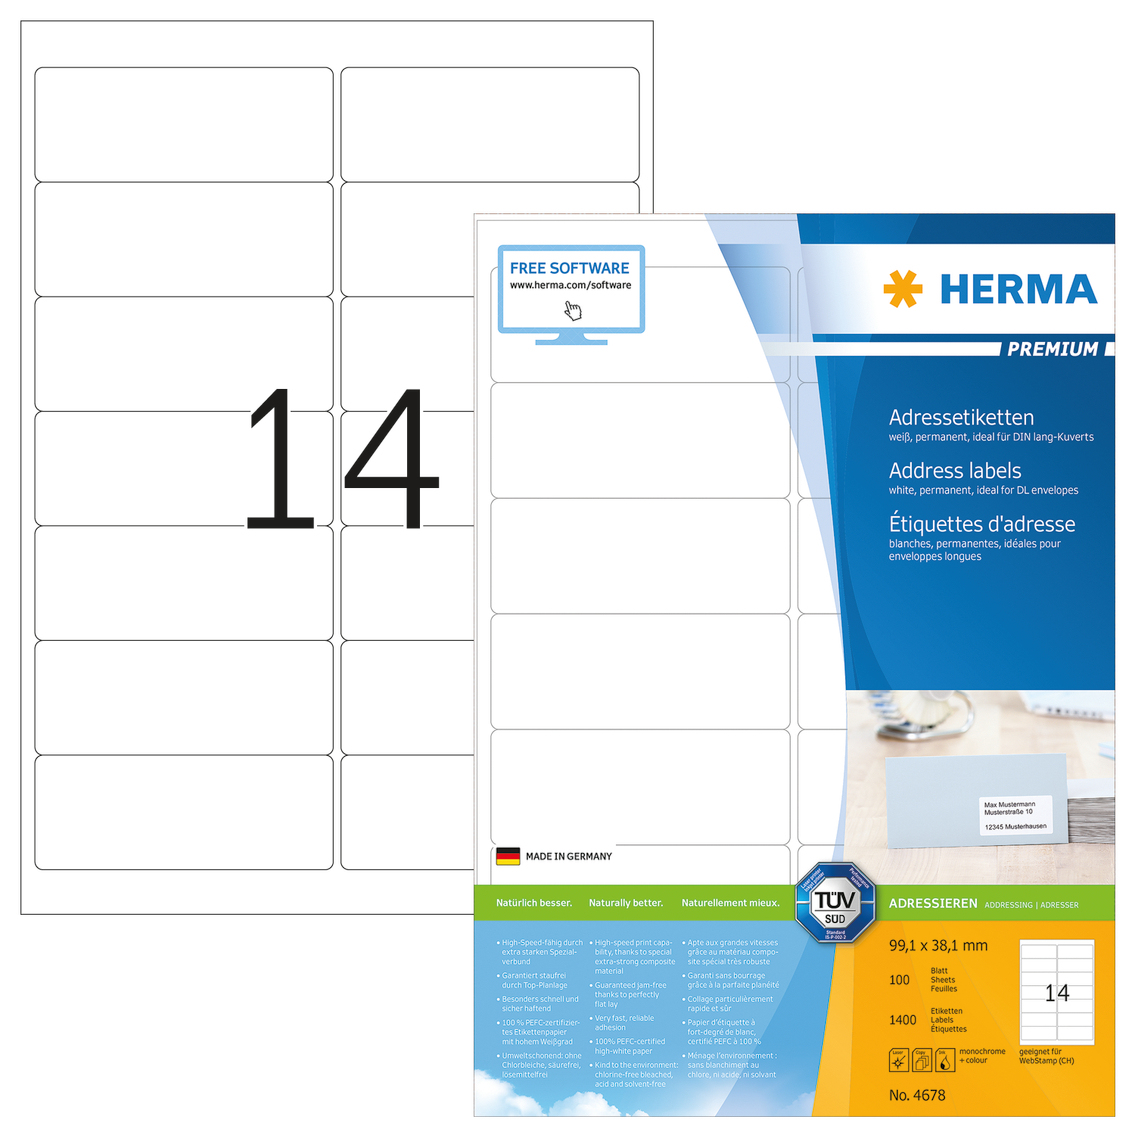 14
FREE SOFTWARE
www.herma.com/software
HERMA
PREMIUM
Adressetiketten
weiß, permanent, ideal für DIN lang-Kuverts
Address labels
white, permanent, ideal for DL envelopes
Étiquettes d'adresse
blanches, permanentes, idéales pour
enveloppes longues
Max Mustermann
Musterstraße 10
12345 Musterhausen
MADE IN GERMANY
Natürlich besser.
Naturally better.
Naturellement mieux.
• High-Speed-fähig durch
extra starken Spezial-
verbund
• Garantiert staufrei
durch Top-Planlage
• Besonders schnell und
sicher haftend
• 100 % PEFC-zertifizier-
tes Etikettenpapier
mit hohem Weißgrad
• Umweltschonend: ohne
Chlorbleiche, säurefrei,
lösemittelfrei
• High-speed print capa-
bility, thanks to special
extra-strong composite
material
• Guaranteed jam-free
thanks to perfectly
flat lay
• Very fast, reliable
adhesion
• 100% PEFC-certified
high-white paper
• Kind to the environment:
chlorine-free bleached,
acid and solvent-free
• Apte aux grandes vitesses
grâce au matériau compo-
site spécial très robuste
• Garanti sans bourrage
grâce à la parfaite planéité
• Collage particulièrement
rapide et sûr
• Papier d'étiquette à
fort-degré de blanc,
certifié PEFC à 100 %
• Ménage l'environnement :
sans blanchiment au
chlore, ni acide, ni solvant
TÜV
SÜD
Standard
IS-P-002-2
ADRESSIEREN ADDRESSING | ADRESSER
99,1 x 38,1 mm
100
Blatt
Sheets
Feuilles
1400
Etiketten
Labels
Étiquettes
14
Laser
Copy
Ink
monochrome
+ colour
geeignet für
WebStamp (CH)
No. 4678